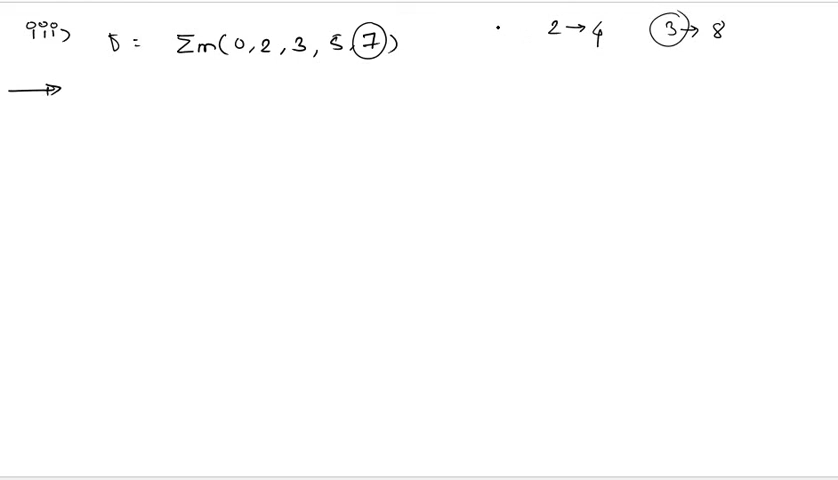 iii) F = Σm(0,2,3,5,7) 2→4 3→8